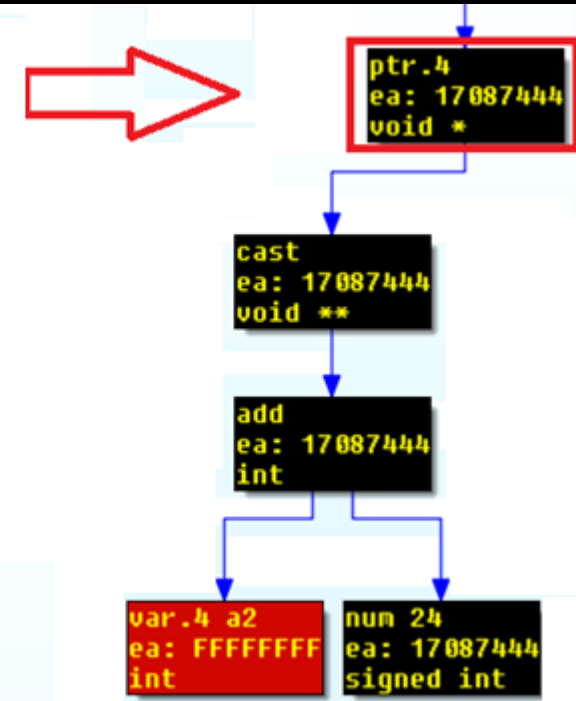 ptr.4
ea: 17087444
void *
cast
ea: 17087444
void **
add
ea: 17087444
int
var.4 a2
ea: FFFFFFFF
int
num 24
ea: 17087444
signed int